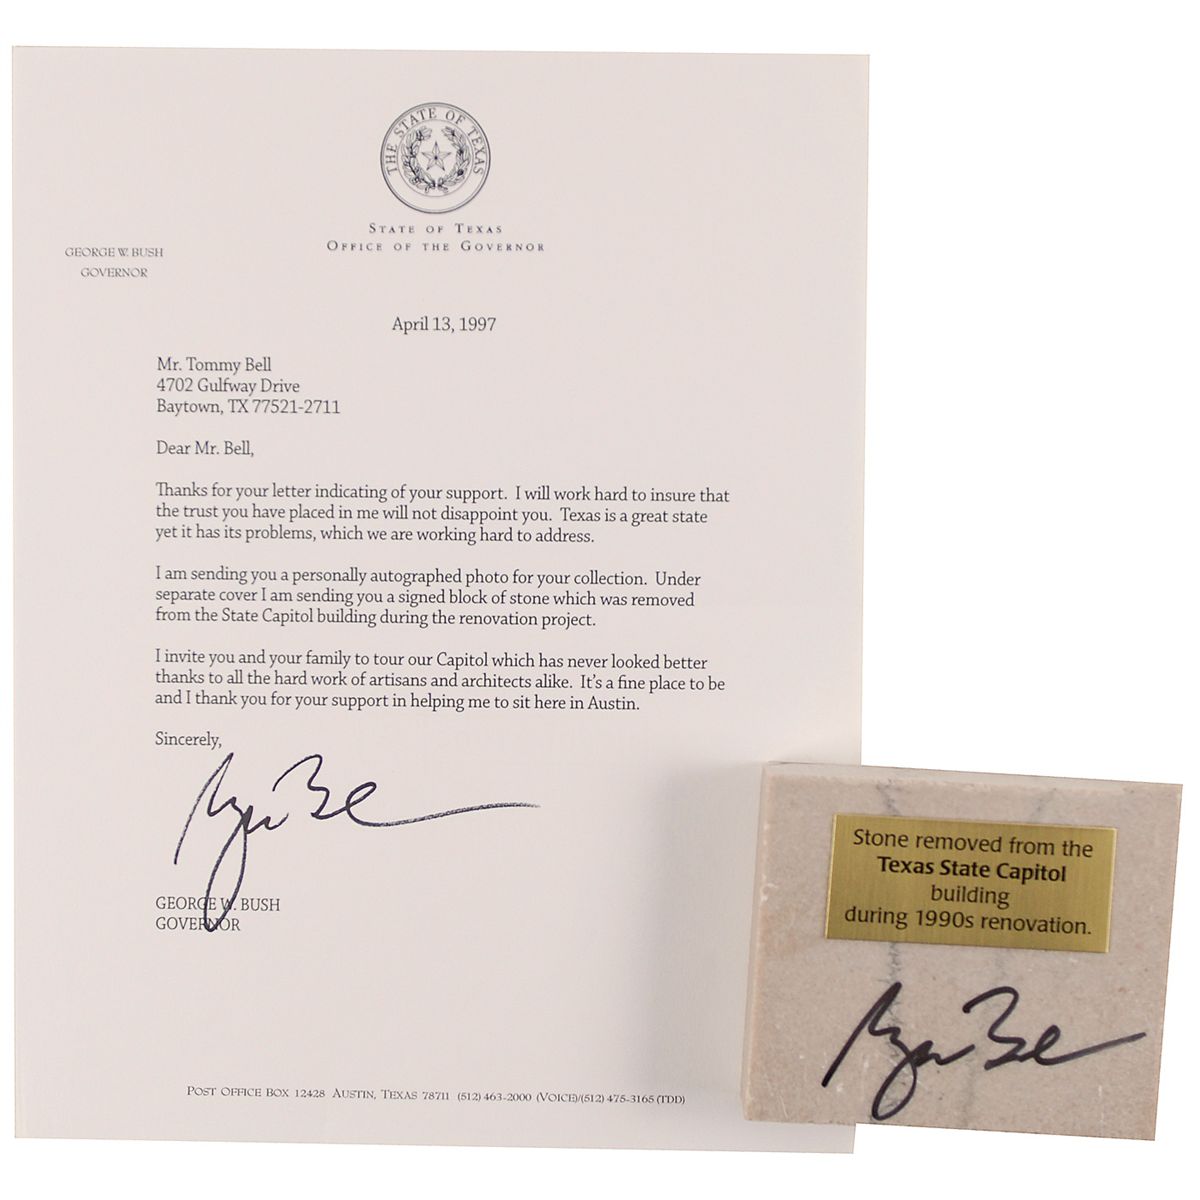 THE STATE OF TEXAS
STATE OF TEXAS
OFFICE OF THE GOVERNOR
GEORGE W. BUSH
GOVERNOR
April 13, 1997
Mr. Tommy Bell
4702 Gulfway Drive
Baytown, TX 77521-2711
Dear Mr. Bell,
Thanks for your letter indicating of your support. I will work hard to insure that
the trust you have placed in me will not disappoint you. Texas is a great state
yet it has its problems, which we are working hard to address.
I am sending you a personally autographed photo for your collection. Under
separate cover I am sending you a signed block of stone which was removed
from the State Capitol building during the renovation project.
I invite you and your family to tour our Capitol which has never looked better
thanks to all the hard work of artisans and architects alike. It's a fine place to be
and I thank you for your support in helping me to sit here in Austin.
Sincerely,
GEORGE W. BUSH
GOVERNOR
POST OFFICE BOX 12428 AUSTIN, TEXAS 78711 (512) 463-2000 (VOICE)/(512) 475-3165 (TDD)
Stone removed from the
Texas State Capitol
building
during 1990s renovation.